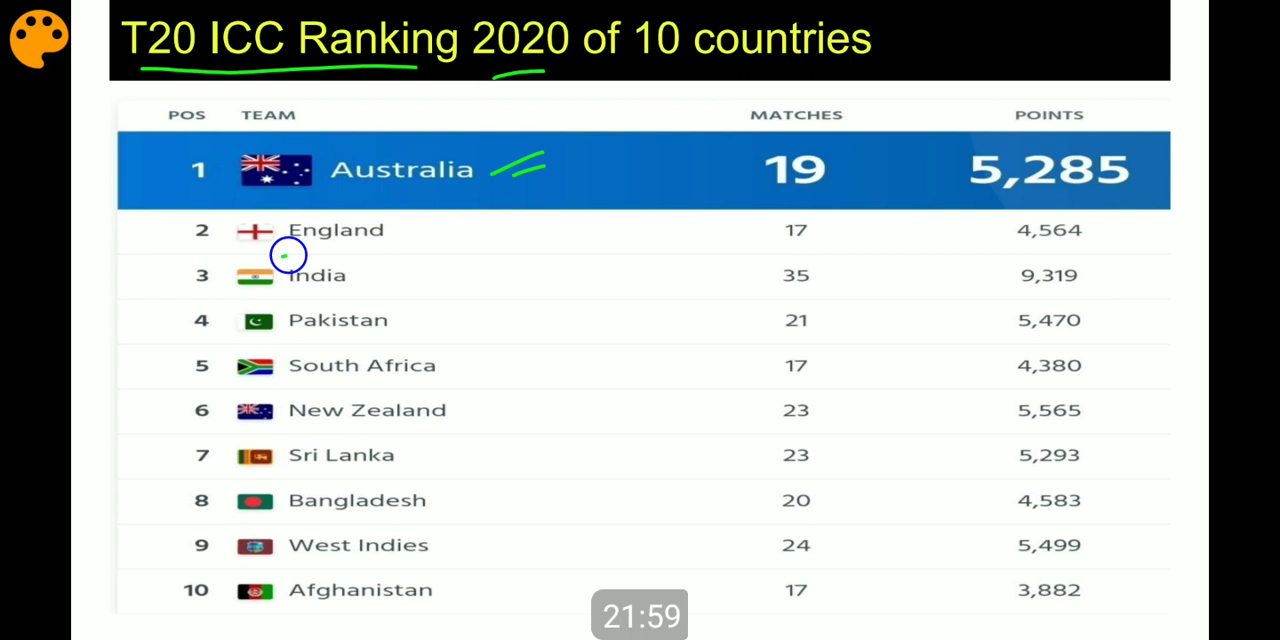 T20 ICC Ranking 2020 of 10 countries
POS TEAM MATCHES POINTS
1 Australia 19 5,285
2 England 17 4,564
3 India 35 9,319
4 Pakistan 21 5,470
5 South Africa 17 4,380
6 New Zealand 23 5,565
7 Sri Lanka 23 5,293
8 Bangladesh 20 4,583
9 West Indies 24 5,499
10 Afghanistan 17 3,882
21:59